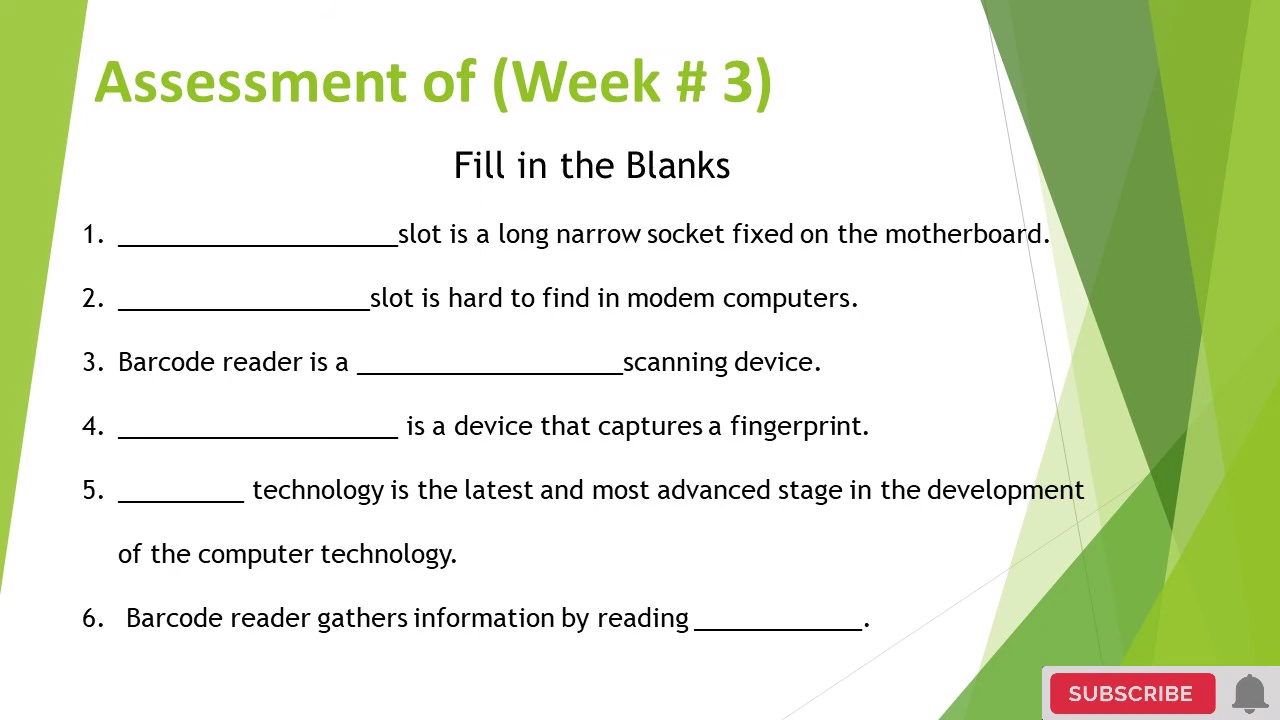 Assessment of (Week # 3)
Fill in the Blanks
1. ____________________slot is a long narrow socket fixed on the motherboard.
2. __________________slot is hard to find in modem computers.
3. Barcode reader is a ___________________scanning device.
4. ____________________ is a device that captures a fingerprint.
5. _________ technology is the latest and most advanced stage in the development
of the computer technology.
6. Barcode reader gathers information by reading ____________.
SUBSCRIBE